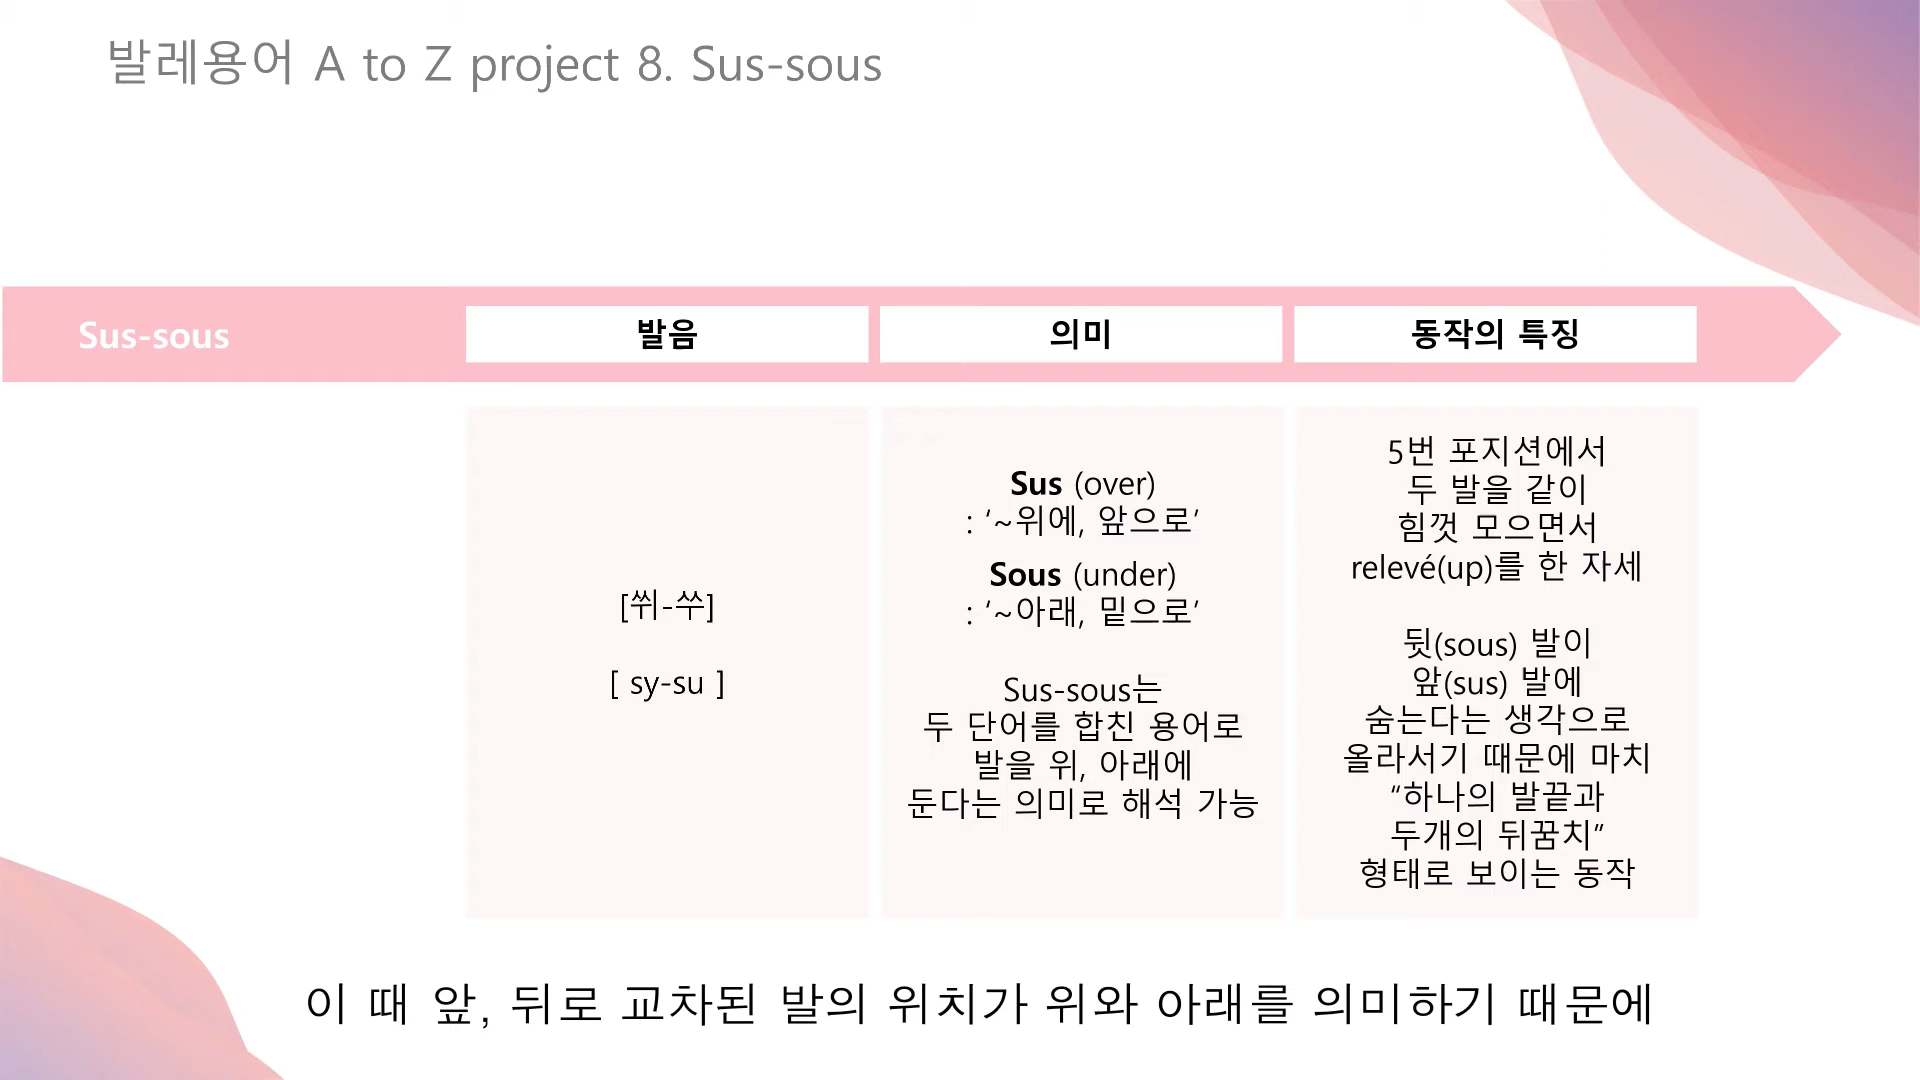 발레용어 A to Z project 8. Sus-sous
Sus-sous
발음
의미
동작의 특징
[쒸-쑤]
[ sy-su ]
Sus (over)
: ‘~위에, 앞으로’
Sous (under)
: ‘~아래, 밑으로’
Sus-sous는
두 단어를 합친 용어로
발을 위, 아래에
둔다는 의미로 해석 가능
5번 포지션에서
두 발을 같이
힘껏 모으면서
relevé(up)를 한 자세
뒷(sous) 발이
앞(sus) 발에
숨는다는 생각으로
올라서기 때문에 마치
“하나의 발끝과
두개의 뒤꿈치”
형태로 보이는 동작
이 때 앞, 뒤로 교차된 발의 위치가 위와 아래를 의미하기 때문에